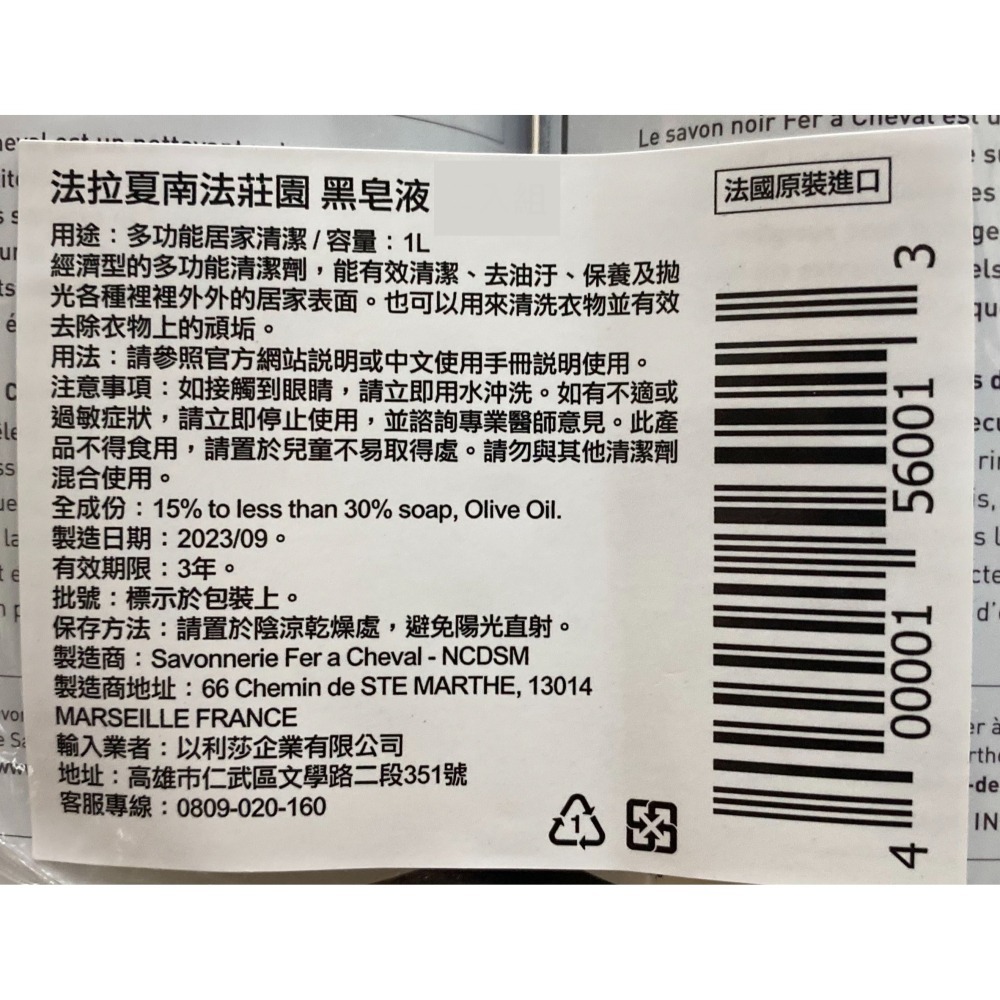 Le savon noir Fer à Cheval est u
法拉夏南法莊園 黑皂液
法國原裝進口
用途：多功能居家清潔 / 容量：1L
經濟型的多功能清潔劑，能有效清潔、去油汙、保養及拋
光各種裡裡外外的居家表面。也可以用來清洗衣物並有效
去除衣物上的頑垢。
用法：請參照官方網站説明或中文使用手冊説明使用。
注意事項：如接觸到眼睛，請立即用水沖洗。如有不適或
過敏症狀，請立即停止使用，並諮詢專業醫師意見。此產
品不得食用，請置於兒童不易取得處。請勿與其他清潔劑
混合使用。
全成份：15% to less than 30% soap, Olive Oil.
製造日期：2023/09。
有效期限：3年。
批號：標示於包裝上。
保存方法：請置於陰涼乾燥處，避免陽光直射。
製造商：Savonnerie Fer a Cheval - NCDSM
製造商地址：66 Chemin de STE MARTHE, 13014
MARSEILLE FRANCE
輸入業者：以利莎企業有限公司
地址：高雄市仁武區文學路二段351號
客服專線：0809-020-160
1
4 00001 56001 3